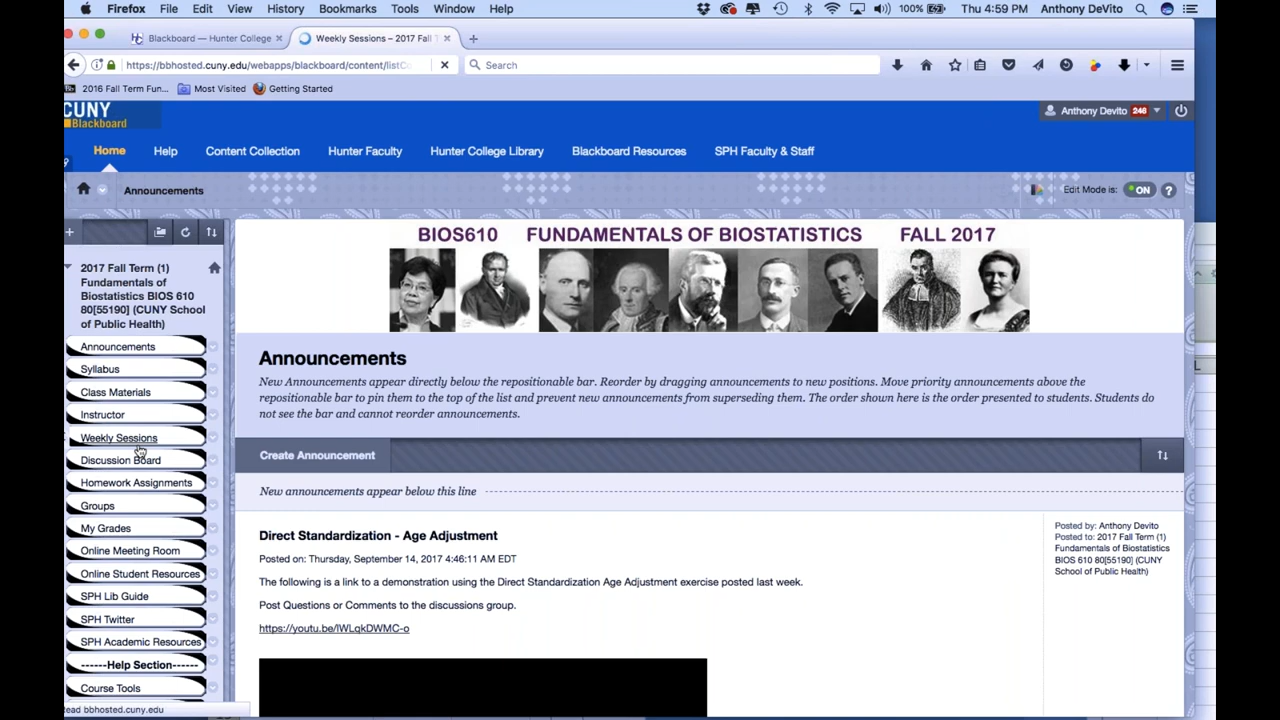 Firefox File Edit View History Bookmarks Tools Window Help 100% Thu 4:59 PM Anthony DeVito
Blackboard — Hunter College × Weekly Sessions – 2017 Fall T ×
https://bbhosted.cuny.edu/webapps/blackboard/content/listCo Search
2016 Fall Term Fun... Most Visited Getting Started
CUNY
Blackboard
Anthony Devito 246
Home Help Content Collection Hunter Faculty Hunter College Library Blackboard Resources SPH Faculty & Staff
Announcements Edit Mode is: ON ?
BIOS610 FUNDAMENTALS OF BIOSTATISTICS FALL 2017
2017 Fall Term (1)
Fundamentals of
Biostatistics BIOS 610
80[55190] (CUNY School
of Public Health)
Announcements
Syllabus
Class Materials
Instructor
Weekly Sessions
Discussion Board
Homework Assignments
Groups
My Grades
Online Meeting Room
Online Student Resources
SPH Lib Guide
SPH Twitter
SPH Academic Resources
------Help Section------
Course Tools
Announcements
New Announcements appear directly below the repositionable bar. Reorder by dragging announcements to new positions. Move priority announcements above the
repositionable bar to pin them to the top of the list and prevent new announcements from superseding them. The order shown here is the order presented to students. Students do
not see the bar and cannot reorder announcements.
Create Announcement
New announcements appear below this line
Direct Standardization - Age Adjustment
Posted on: Thursday, September 14, 2017 4:46:11 AM EDT
The following is a link to a demonstration using the Direct Standardization Age Adjustment exercise posted last week.
Post Questions or Comments to the discussions group.
https://youtu.be/IWLqkDWMC-o
Posted by: Anthony Devito
Posted to: 2017 Fall Term (1)
Fundamentals of Biostatistics
BIOS 610 80[55190] (CUNY
School of Public Health)
bbhosted.cuny.edu